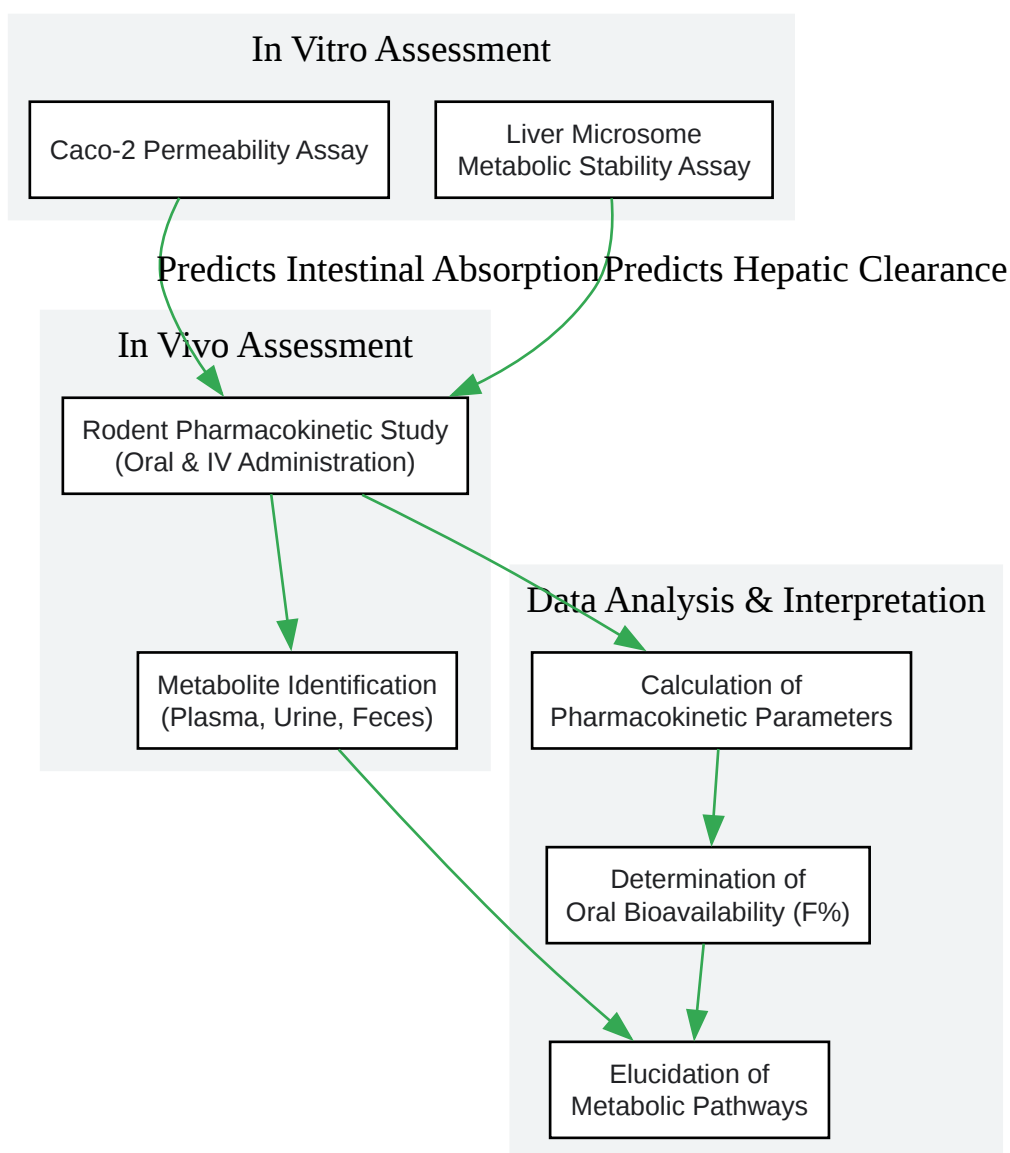 In Vitro Assessment
Caco-2 Permeability Assay
Liver Microsome
Metabolic Stability Assay
Predicts Intestinal Absorption
Predicts Hepatic Clearance
In Vivo Assessment
Rodent Pharmacokinetic Study
(Oral & IV Administration)
Data Analysis & Interpretation
Metabolite Identification
(Plasma, Urine, Feces)
Calculation of
Pharmacokinetic Parameters
Determination of
Oral Bioavailability (F%)
Elucidation of
Metabolic Pathways